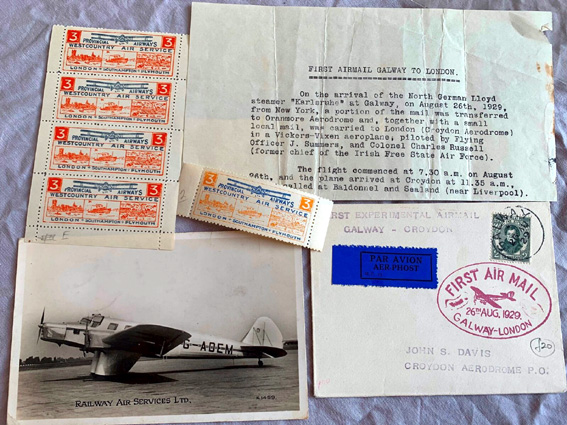 3 PROVINCIAL AIRWAYS 3
WESTCOUNTRY AIR SERVICE
LONDON SOUTHAMPTON PLYMOUTH
3 PROVINCIAL AIRWAYS 3
WESTCOUNTRY AIR SERVICE
LONDON SOUTHAMPTON PLYMOUTH
3 PROVINCIAL AIRWAYS 3
WESTCOUNTRY AIR SERVICE
LONDON SOUTHAMPTON PLYMOUTH
3 PROVINCIAL AIRWAYS 3
WESTCOUNTRY AIR SERVICE
LONDON SOUTHAMPTON PLYMOUTH
3 PROVINCIAL AIRWAYS 3
WESTCOUNTRY AIR SERVICE
LONDON SOUTHAMPTON PLYMOUTH
FIRST AIRMAIL GALWAY TO LONDON.
On the arrival of the North German Lloyd
steamer "Karlsruhe" at Galway, on August 26th, 1929,
from New York, a portion of the mail was transferred
to Oranmore Aerodrome and, together with a small
local mail, was carried to London (Croydon Aerodrome)
in a Vickers-Vixen aeroplane, piloted by Flying
Officer J. Summers, and Colonel Charles Russell
(former chief of the Irish Free State Air Force).
The flight commenced at 7.30 a.m. on August
26th, and the plane arrived at Croydon at 11.35 a.m.,
called at Baldonnel and Sealand (near Liverpool).
FIRST EXPERIMENTAL AIRMAIL
GALWAY - CROYDON
PAR AVION
AER PHOST
FIRST AIR MAIL
26TH AUG, 1929.
GALWAY-LONDON
JOHN S. DAVIS
CROYDON AERODROME P.O.
£20
G-ADEM
RAILWAY AIR SERVICES LTD.